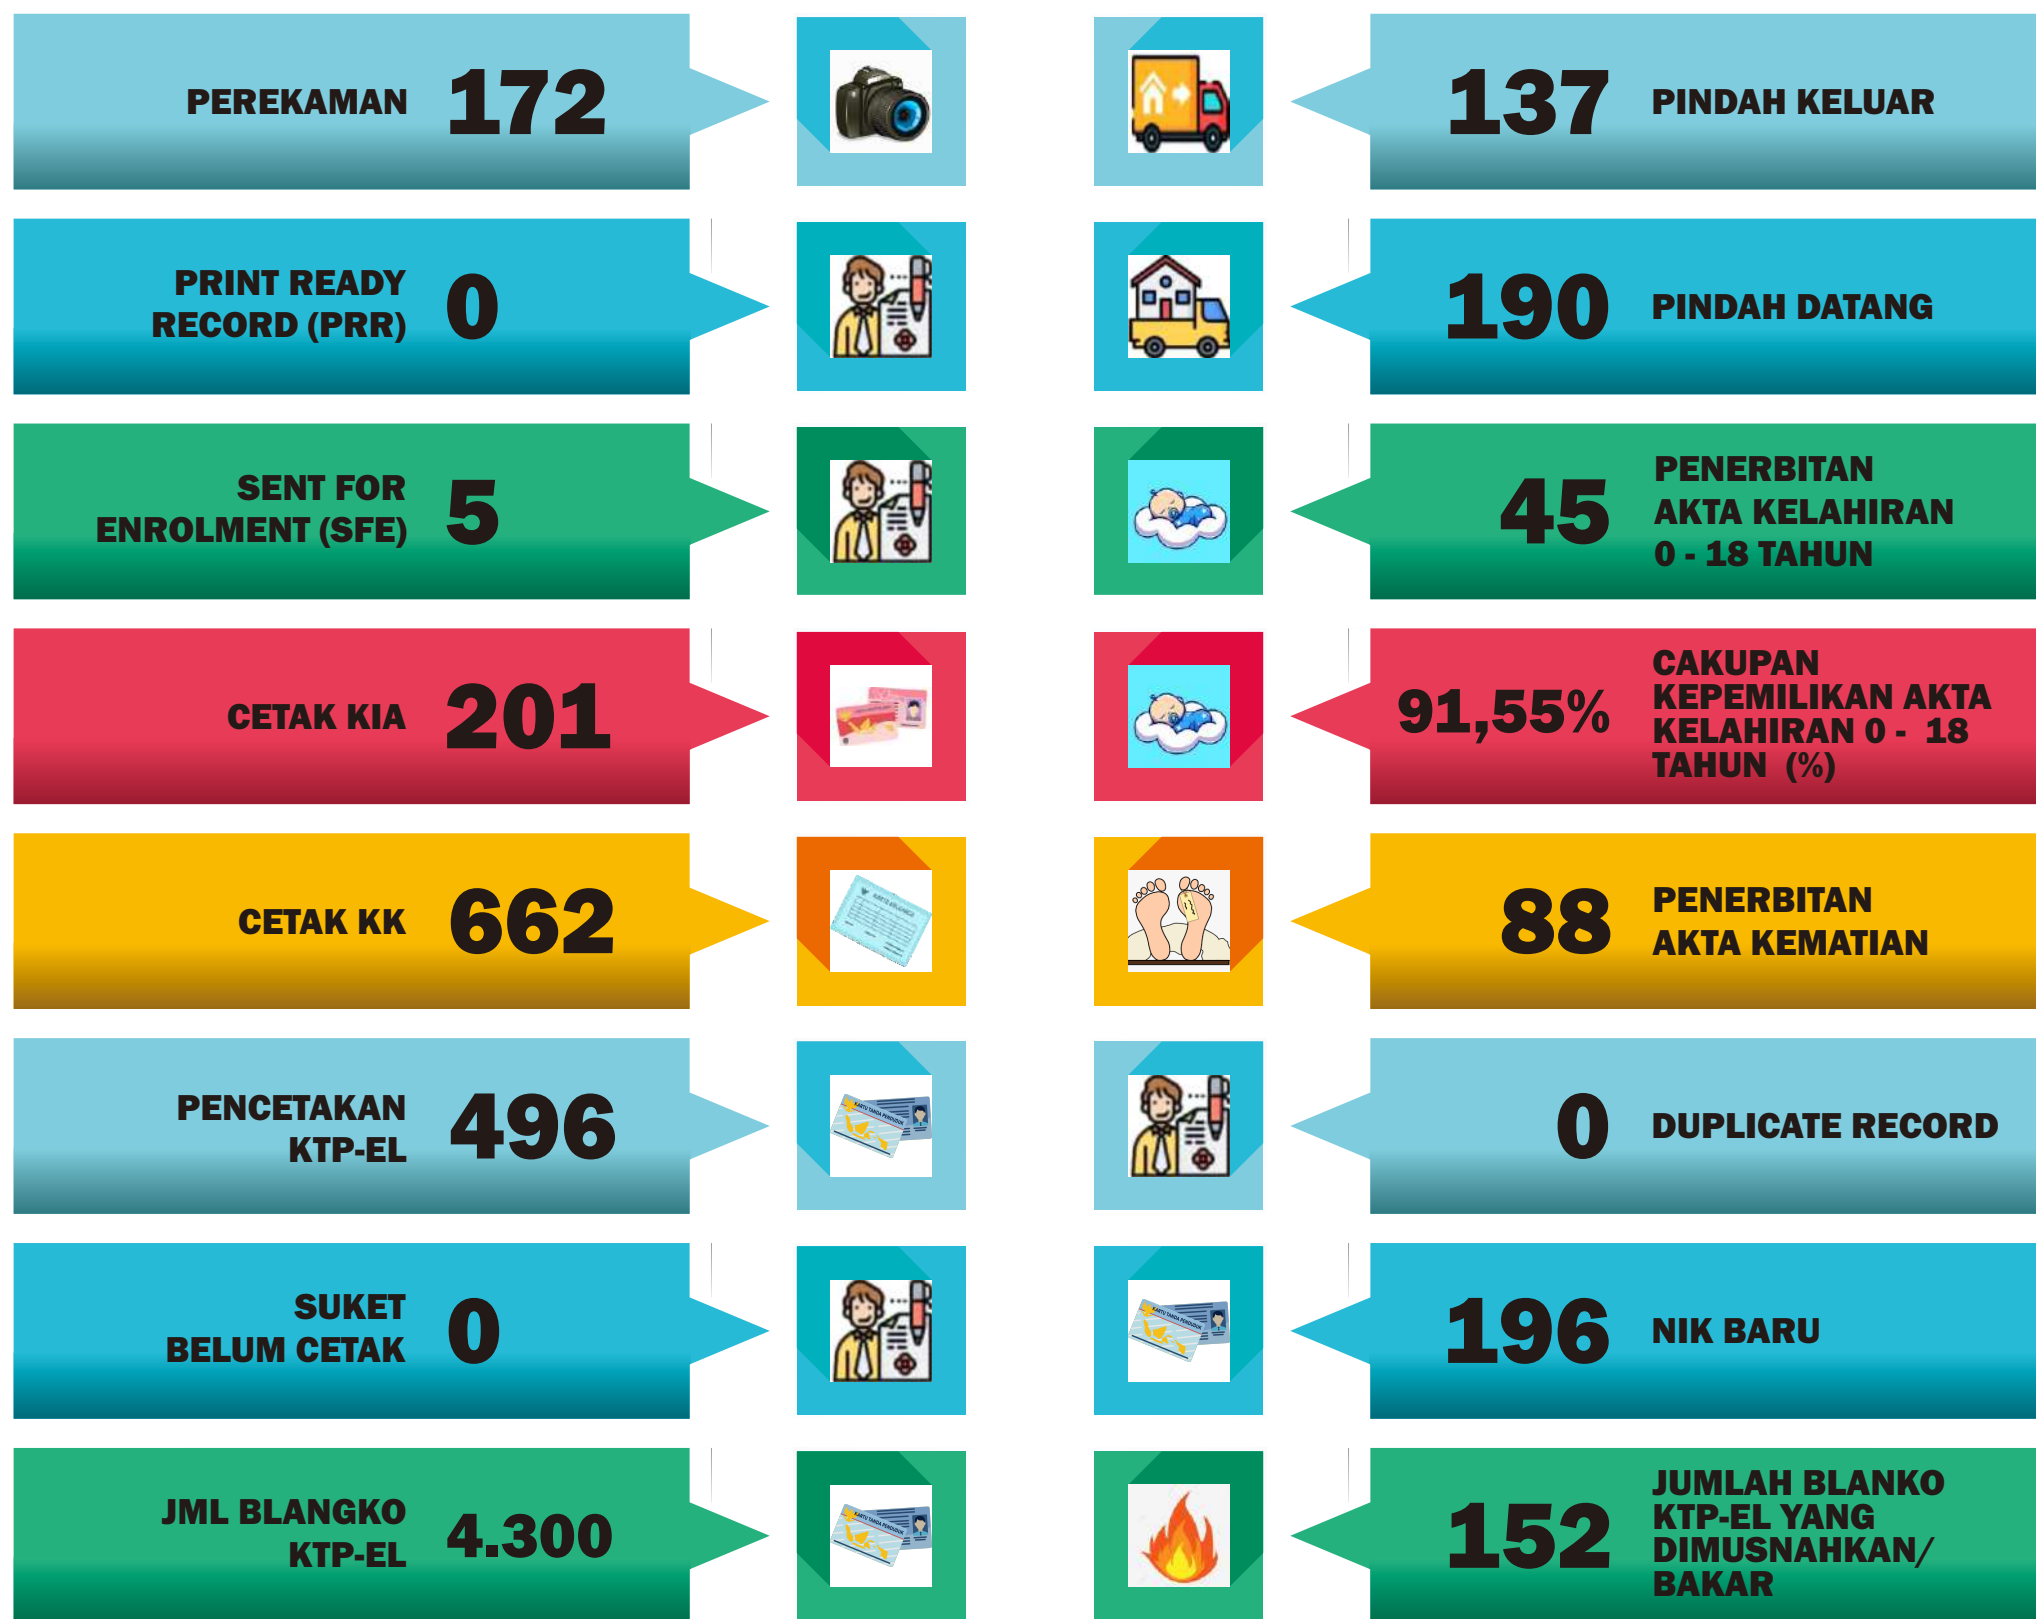 PEREKAMAN 172
137 PINDAH KELUAR
PRINT READY
RECORD (PRR)
0
190 PINDAH DATANG
SENT FOR
ENROLMENT (SFE)
5
45
PENERBITAN
AKTA KELAHIRAN
0 - 18 TAHUN
CETAK KIA 201
91,55%
CAKUPAN
KEPEMILIKAN AKTA
KELAHIRAN 0 - 18
TAHUN (%)
CETAK KK 662
88
PENERBITAN
AKTA KEMATIAN
PENCETAKAN
KTP-EL
496
0 DUPLICATE RECORD
SUKET
BELUM CETAK
0
196 NIK BARU
JML BLANGKO
KTP-EL
4.300
152
JUMLAH BLANKO
KTP-EL YANG
DIMUSNAHKAN/
BAKAR